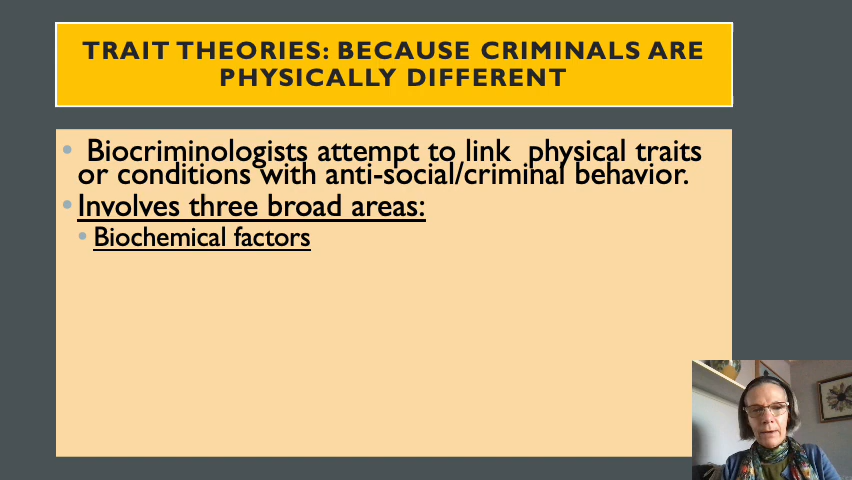 TRAIT THEORIES: BECAUSE CRIMINALS ARE
PHYSICALLY DIFFERENT
• Biocriminologists attempt to link  physical traits
or conditions with anti-social/criminal behavior.
• Involves three broad areas:
• Biochemical factors